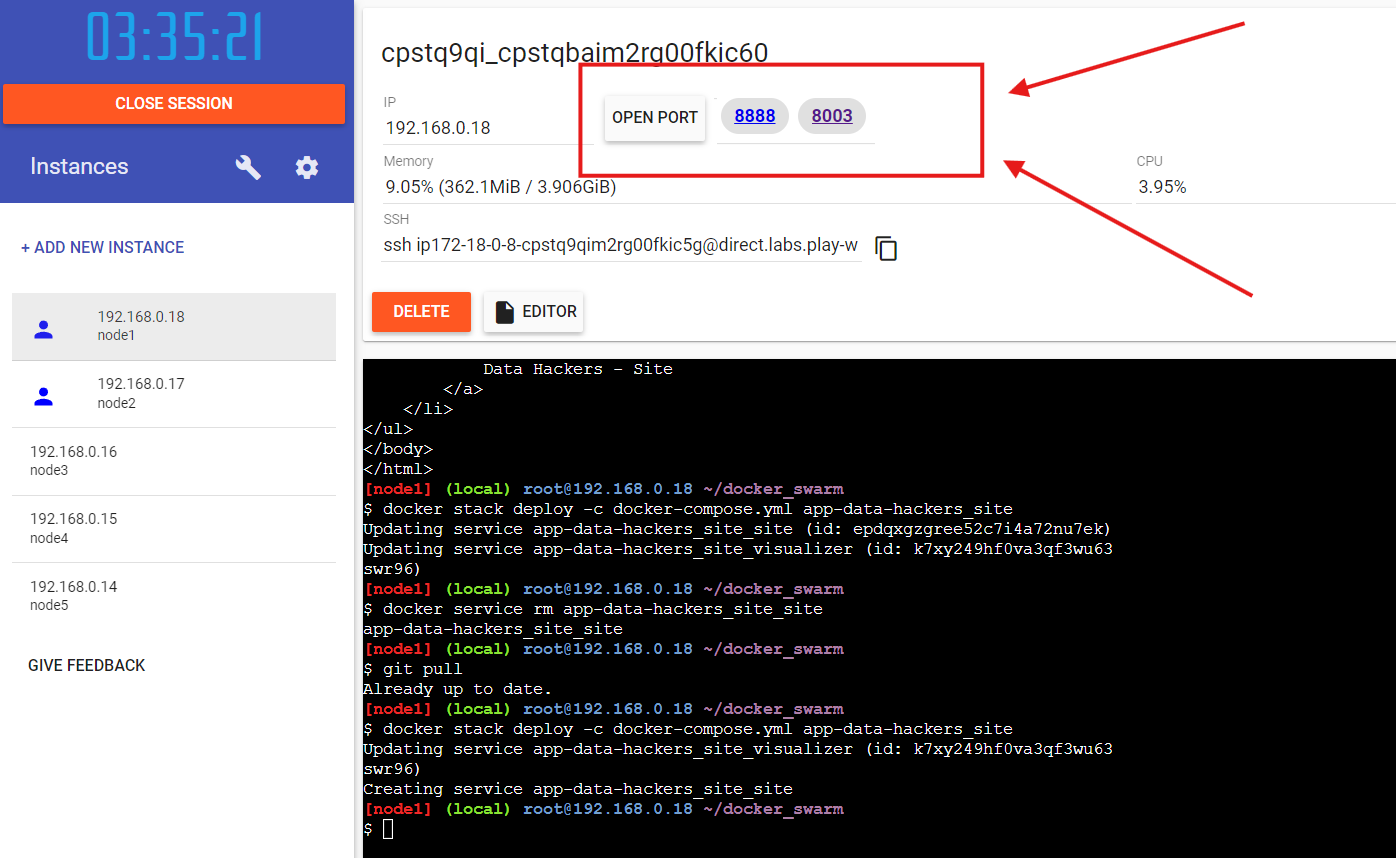 03:35:21
CLOSE SESSION
Instances
+ ADD NEW INSTANCE
192.168.0.18
node1
192.168.0.17
node2
192.168.0.16
node3
192.168.0.15
node4
192.168.0.14
node5
GIVE FEEDBACK
cpstq9qi_cpstqbaim2rg00fkic60
IP
192.168.0.18
OPEN PORT
8888
8003
Memory
9.05% (362.1MiB / 3.906GiB)
CPU
3.95%
SSH
ssh ip172-18-0-8-cpstq9qim2rg00fkic5g@direct.labs.play-w
DELETE
EDITOR
Data Hackers - Site
</a>
</li>
</ul>
</body>
</html>
[node1] (local) root@192.168.0.18 ~/docker_swarm
$ docker stack deploy -c docker-compose.yml app-data-hackers_site
Updating service app-data-hackers_site_site (id: epdqxgzgree52c7i4a72nu7ek)
Updating service app-data-hackers_site_visualizer (id: k7xy249hf0va3qf3wu63
swr96)
[node1] (local) root@192.168.0.18 ~/docker_swarm
$ docker service rm app-data-hackers_site_site
app-data-hackers_site_site
[node1] (local) root@192.168.0.18 ~/docker_swarm
$ git pull
Already up to date.
[node1] (local) root@192.168.0.18 ~/docker_swarm
$ docker stack deploy -c docker-compose.yml app-data-hackers_site
Updating service app-data-hackers_site_visualizer (id: k7xy249hf0va3qf3wu63
swr96)
Creating service app-data-hackers_site_site
[node1] (local) root@192.168.0.18 ~/docker_swarm
$